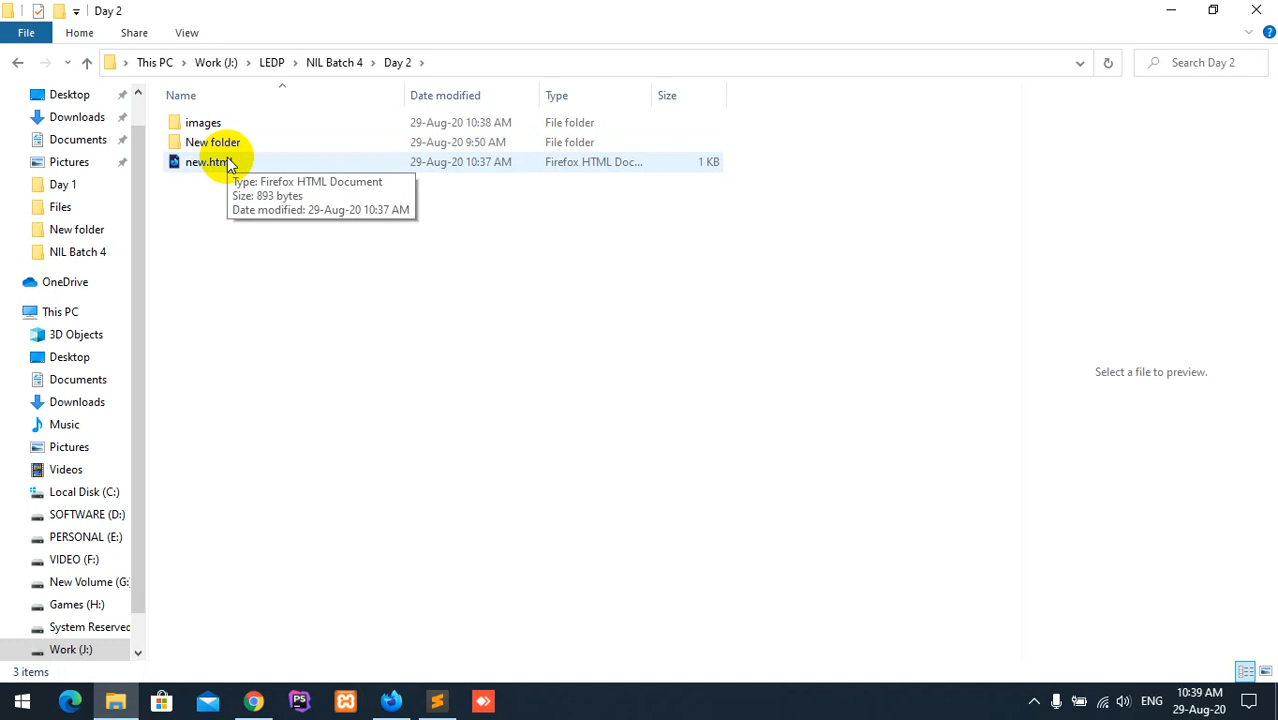 Day 2
File Home Share View
This PC Work (J:) LEDP NIL Batch 4 Day 2 Search Day 2
Name Date modified Type Size
Desktop
Downloads
Documents
Pictures
Day 1
Files
New folder
NIL Batch 4
OneDrive
This PC
3D Objects
Desktop
Documents
Downloads
Music
Pictures
Videos
Local Disk (C:)
SOFTWARE (D:)
PERSONAL (E:)
VIDEO (F:)
New Volume (G:
Games (H:)
System Reserved
Work (J:)
images 29-Aug-20 10:38 AM File folder
New folder 29-Aug-20 9:50 AM File folder
new.html 29-Aug-20 10:37 AM Firefox HTML Doc... 1 KB
Type: Firefox HTML Document
Size: 893 bytes
Date modified: 29-Aug-20 10:37 AM
Select a file to preview.
3 items
PS
ENG
10:39 AM
29-Aug-20